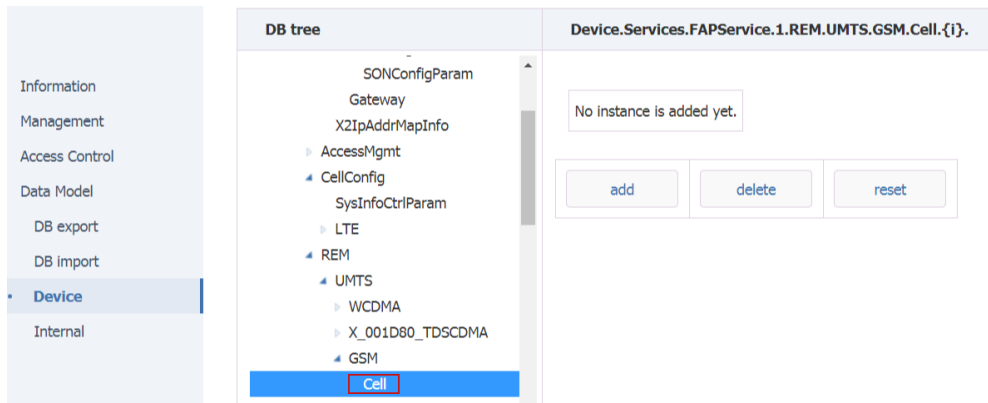 Information
Management
Access Control
Data Model
DB export
DB import
Device
Internal
DB tree
SONConfigParam
Gateway
X2IpAddrMapInfo
AccessMgmt
CellConfig
SysInfoCtrlParam
LTE
REM
UMTS
WCDMA
X_001D80_TDSCDMA
GSM
Cell
Device.Services.FAPService.1.REM.UMTS.GSM.Cell.{i}.
No instance is added yet.
add delete reset